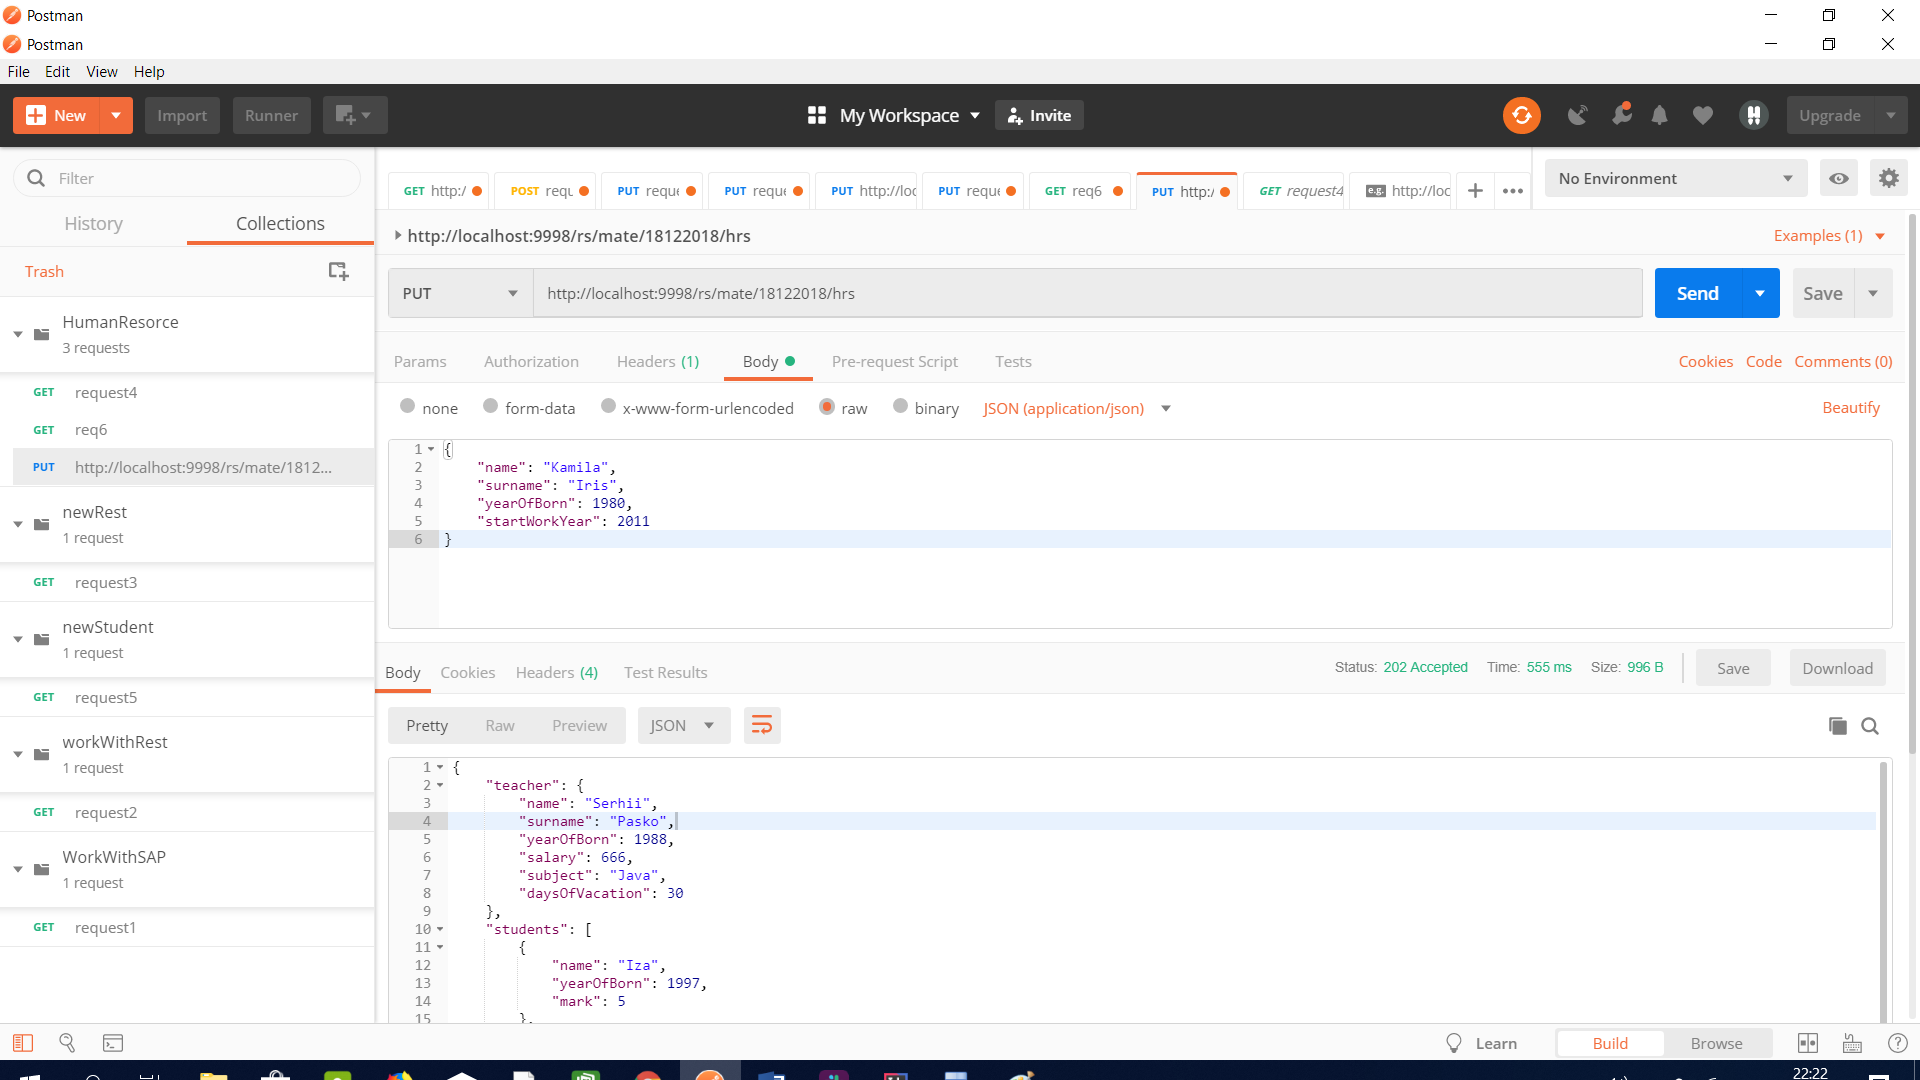 Postman
Postman
File Edit View Help
New Import Runner My Workspace Invite Upgrade
Filter
History Collections
Trash
HumanResorce
3 requests
GET request4
GET req6
PUT http://localhost:9998/rs/mate/1812...
newRest
1 request
GET request3
newStudent
1 request
GET request5
workWithRest
1 request
GET request2
WorkWithSAP
1 request
GET request1
GET http:/ POST requ PUT reque PUT reque PUT http://loc PUT reque GET req6 PUT http:/ GET request4 e.g. http://loc + ••• No Environment
http://localhost:9998/rs/mate/18122018/hrs Examples (1)
PUT http://localhost:9998/rs/mate/18122018/hrs Send Save
Params Authorization Headers (1) Body Pre-request Script Tests Cookies Code Comments (0)
none form-data x-www-form-urlencoded raw binary JSON (application/json) Beautify
1 {
2 "name": "Kamila",
3 "surname": "Iris",
4 "yearOfBorn": 1980,
5 "startWorkYear": 2011
6 }
Body Cookies Headers (4) Test Results Status: 202 Accepted Time: 555 ms Size: 996 B Save Download
Pretty Raw Preview JSON
1 {
2 "teacher": {
3 "name": "Serhii",
4 "surname": "Pasko",
5 "yearOfBorn": 1988,
6 "salary": 666,
7 "subject": "Java",
8 "daysOfVacation": 30
9 },
10 "students": [
11 {
12 "name": "Iza",
13 "yearOfBorn": 1997,
14 "mark": 5
15 },
Learn Build Browse
22:22